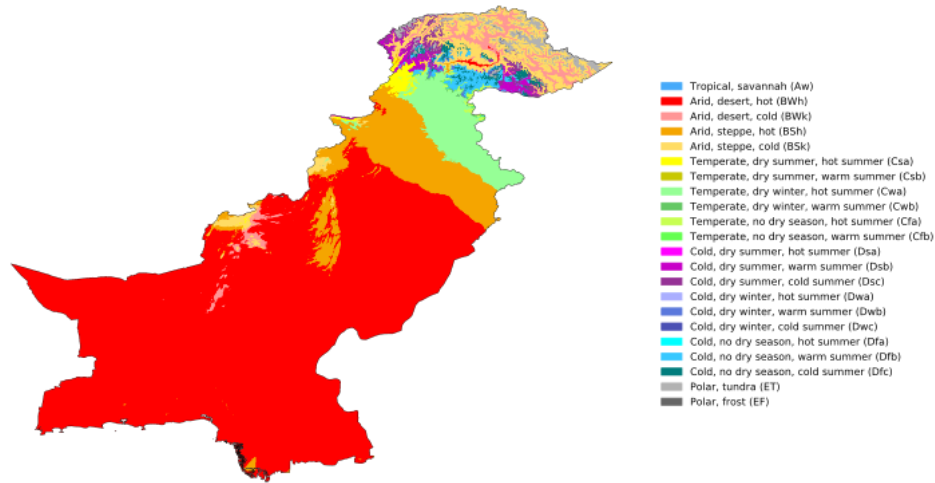 Tropical, savannah (Aw)
Arid, desert, hot (BWh)
Arid, desert, cold (BWk)
Arid, steppe, hot (BSh)
Arid, steppe, cold (BSk)
Temperate, dry summer, hot summer (Csa)
Temperate, dry summer, warm summer (Csb)
Temperate, dry winter, hot summer (Cwa)
Temperate, dry winter, warm summer (Cwb)
Temperate, no dry season, hot summer (Cfa)
Temperate, no dry season, warm summer (Cfb)
Cold, dry summer, hot summer (Dsa)
Cold, dry summer, warm summer (Dsb)
Cold, dry summer, cold summer (Dsc)
Cold, dry winter, hot summer (Dwa)
Cold, dry winter, warm summer (Dwb)
Cold, dry winter, cold summer (Dwc)
Cold, no dry season, hot summer (Dfa)
Cold, no dry season, warm summer (Dfb)
Cold, no dry season, cold summer (Dfc)
Polar, tundra (ET)
Polar, frost (EF)